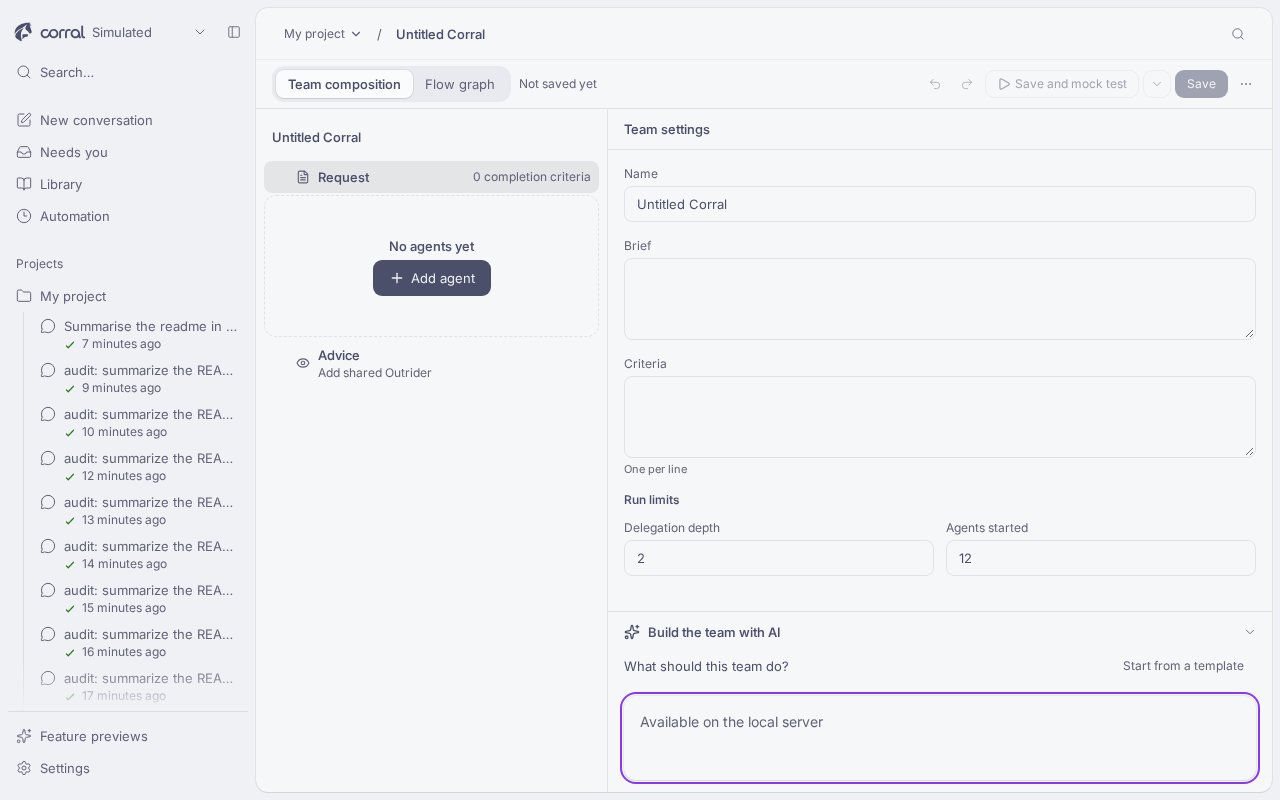 corral Simulated
Search...
New conversation
Needs you
Library
Automation
Projects
My project
Summarise the readme in ...
7 minutes ago
audit: summarize the REA...
9 minutes ago
audit: summarize the REA...
10 minutes ago
audit: summarize the REA...
12 minutes ago
audit: summarize the REA...
13 minutes ago
audit: summarize the REA...
14 minutes ago
audit: summarize the REA...
15 minutes ago
audit: summarize the REA...
16 minutes ago
audit: summarize the REA...
17 minutes ago
Feature previews
Settings
My project / Untitled Corral
Team composition Flow graph Not saved yet
Save and mock test Save
Untitled Corral
Request 0 completion criteria
No agents yet
Add agent
Advice
Add shared Outrider
Team settings
Name
Untitled Corral
Brief
Criteria
One per line
Run limits
Delegation depth Agents started
2 12
Build the team with AI
What should this team do? Start from a template
Available on the local server